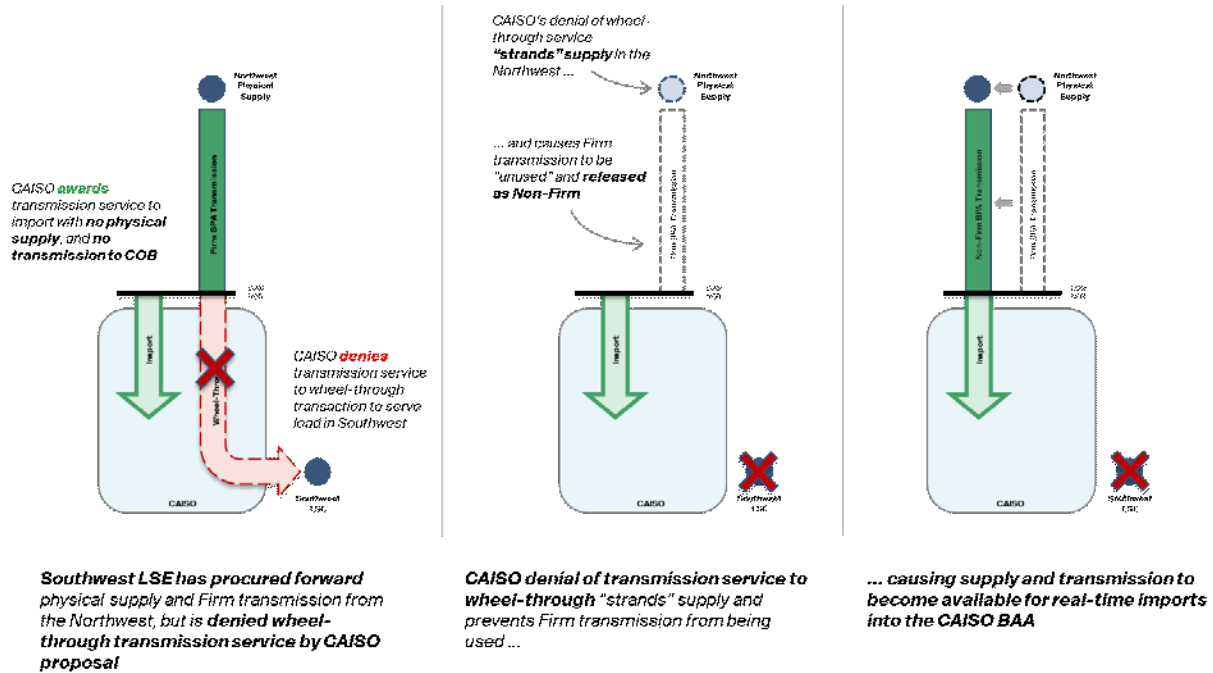 Northwest
Physical
Supply
Firm BPA Transmission
CAISO awards
transmission service to
import with no physical
supply, and no
transmission to COB
Import
CAISO denies
transmission service
to wheel-through
transaction to serve
load in Southwest
Southwest
LSE
CAISO
Southwest LSE has procured forward
physical supply and Firm transmission from
the Northwest, but is denied wheel-
through transmission service by CAISO
proposal
CAISO's denial of wheel-
through service
"strands" supply in the
Northwest ...
Northwest
Physical
Supply
... and causes Firm
transmission to be
"unused" and released
as Non-Firm
Firm BPA Transmission
Import
Southwest
LSE
CAISO
CAISO denial of transmission service to
wheel-through "strands" supply and
prevents Firm transmission from being
used ...
Northwest
Physical
Supply
Non-Firm BPA Transmission
Firm BPA Transmission
Import
Southwest
LSE
CAISO
... causing supply and transmission to
become available for real-time imports
into the CAISO BAA